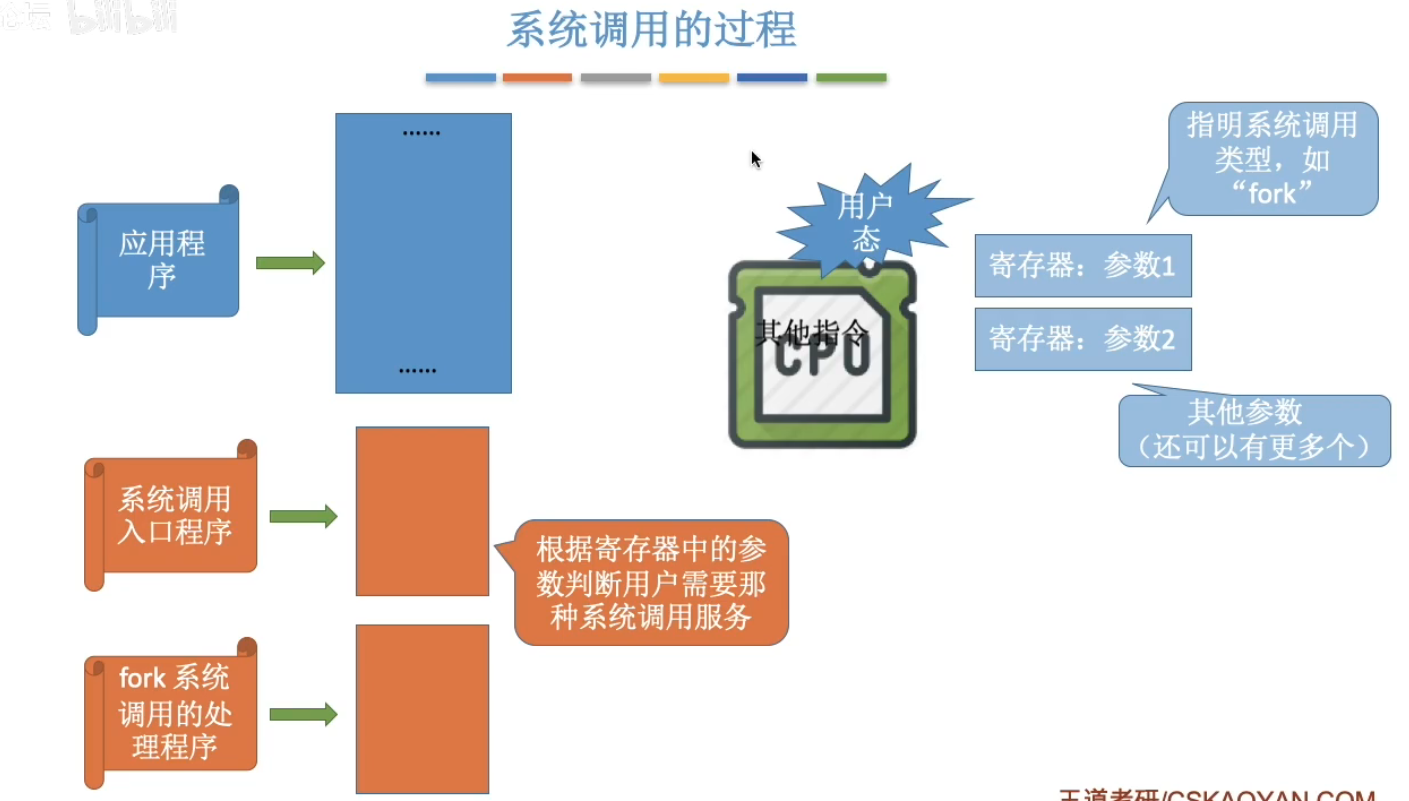 论坛 bilibili
系统调用的过程
......
应用程
序
......
用户
态
其他指令
CPU
指明系统调用
类型，如
“fork”
寄存器：参数1
寄存器：参数2
其他参数
（还可以有更多个）
系统调用
入口程序
根据寄存器中的参
数判断用户需要那
种系统调用服务
fork 系统
调用的处
理程序
王道考研/CSKAOYAN.COM